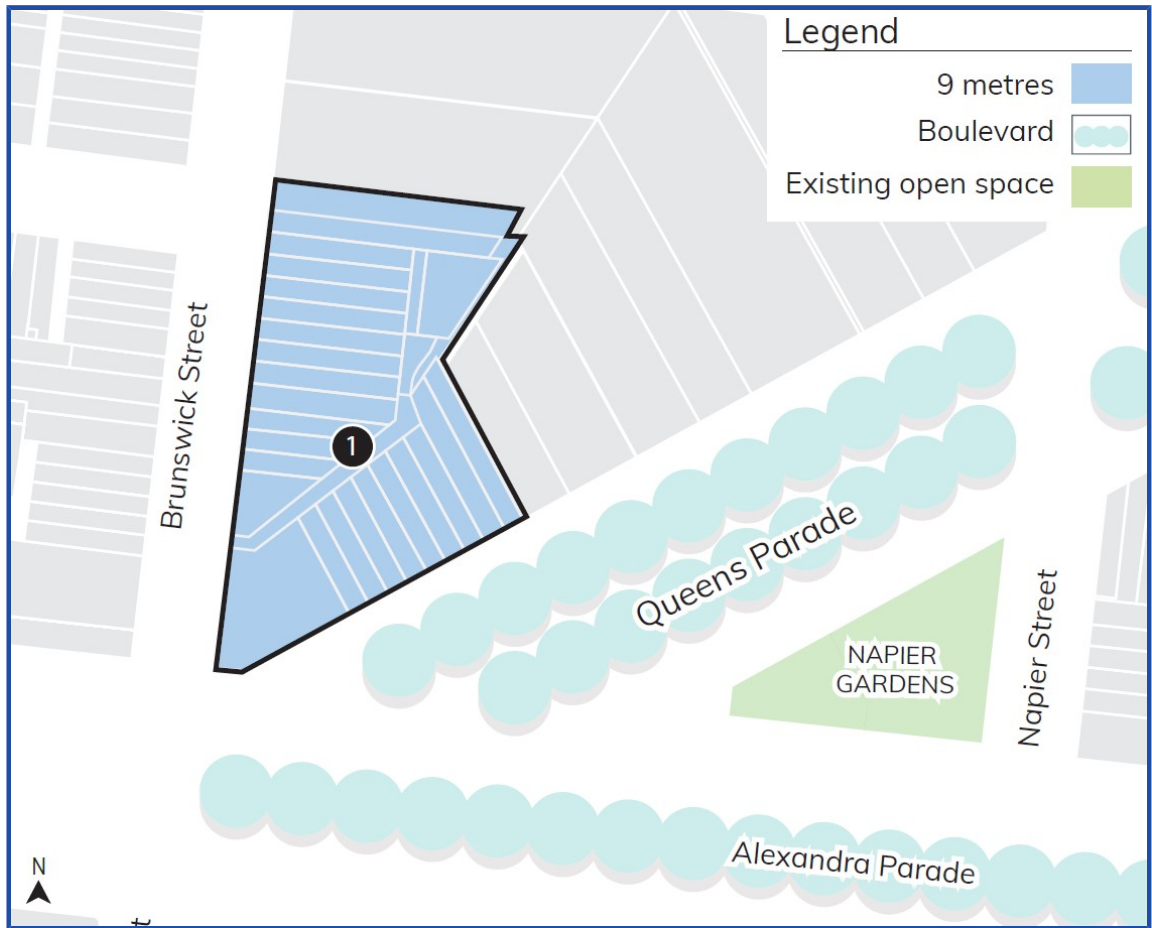 Legend
9 metres
Boulevard
Existing open space
Brunswick Street
1
Queens Parade
NAPIER
GARDENS
Napier Street
Alexandra Parade
N